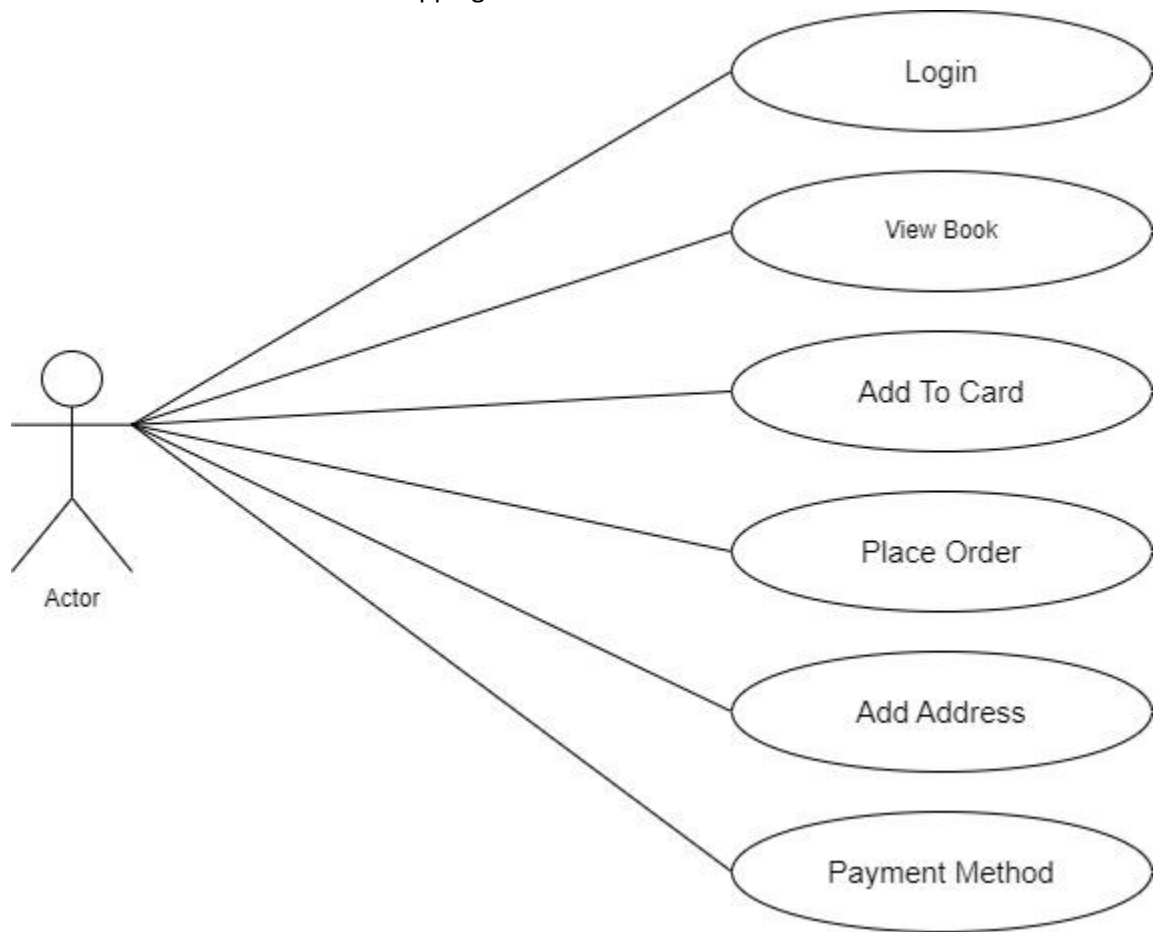 Login
View Book
Add To Card
Place Order
Actor
Add Address
Payment Method